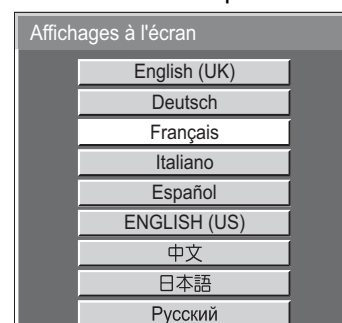 Affichages à l'écran
English (UK)
Deutsch
Français
Italiano
Español
ENGLISH (US)
中文
日本語
Русский